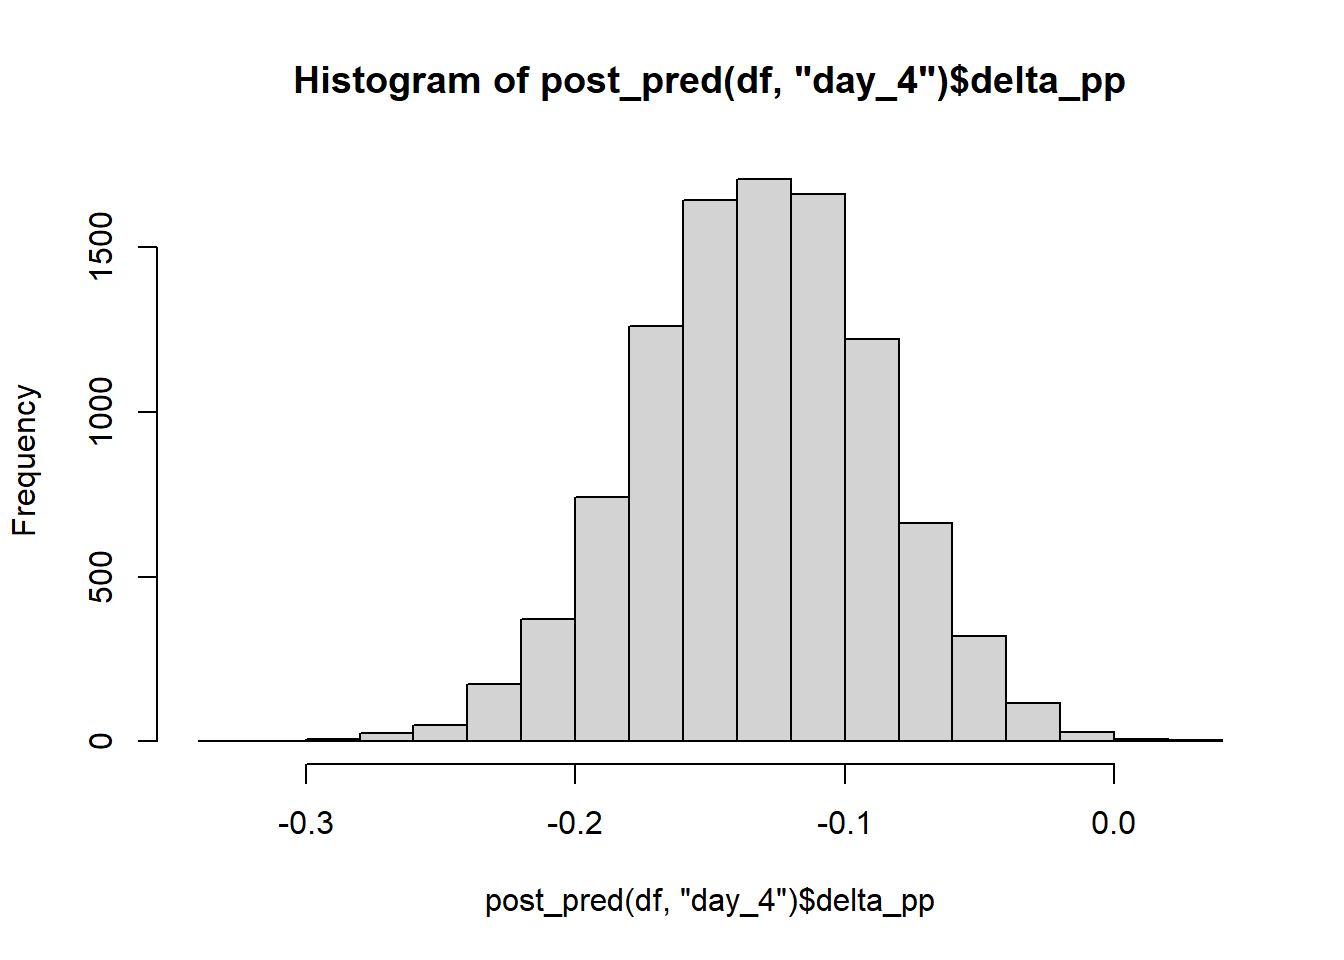 Histogram of post_pred(df, "day_4")$delta_pp
Frequency
1500
1000
500
0
-0.3 -0.2 -0.1 0.0
post_pred(df, "day_4")$delta_pp